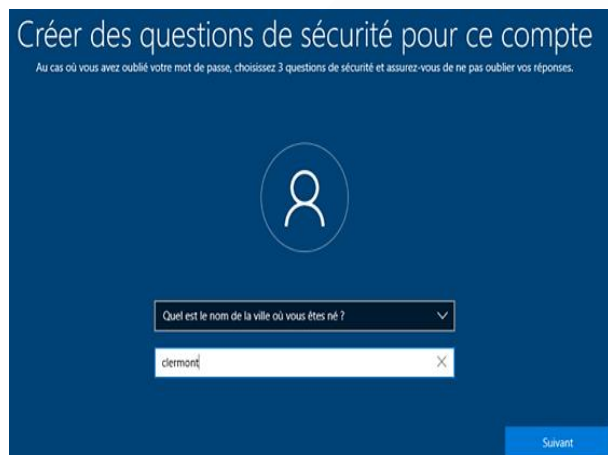 Créer des questions de sécurité pour ce compte
Au cas où vous avez oublié votre mot de passe, choisissez 3 questions de sécurité et assurez-vous de ne pas oublier vos réponses.
Quel est le nom de la ville où vous êtes né ?
clermont
Suivant